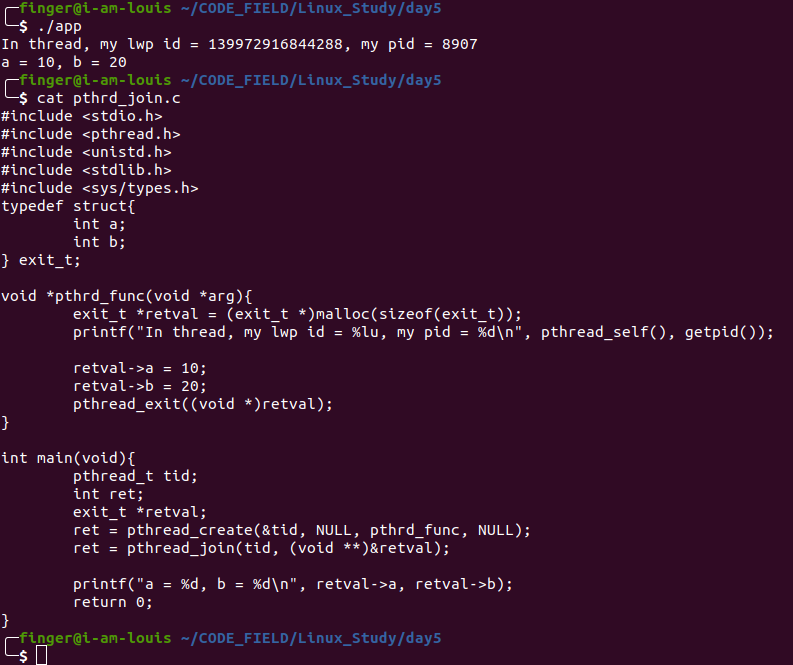 finger@i-am-louis ~/CODE_FIELD/Linux_Study/day5
$ ./app
In thread, my lwp id = 139972916844288, my pid = 8907
a = 10, b = 20
finger@i-am-louis ~/CODE_FIELD/Linux_Study/day5
$ cat pthrd_join.c
#include <stdio.h>
#include <pthread.h>
#include <unistd.h>
#include <stdlib.h>
#include <sys/types.h>
typedef struct{
        int a;
        int b;
} exit_t;

void *pthrd_func(void *arg){
        exit_t *retval = (exit_t *)malloc(sizeof(exit_t));
        printf("In thread, my lwp id = %lu, my pid = %d\n", pthread_self(), getpid());

        retval->a = 10;
        retval->b = 20;
        pthread_exit((void *)retval);
}

int main(void){
        pthread_t tid;
        int ret;
        exit_t *retval;
        ret = pthread_create(&tid, NULL, pthrd_func, NULL);
        ret = pthread_join(tid, (void **)&retval);

        printf("a = %d, b = %d\n", retval->a, retval->b);
        return 0;
}
finger@i-am-louis ~/CODE_FIELD/Linux_Study/day5
$